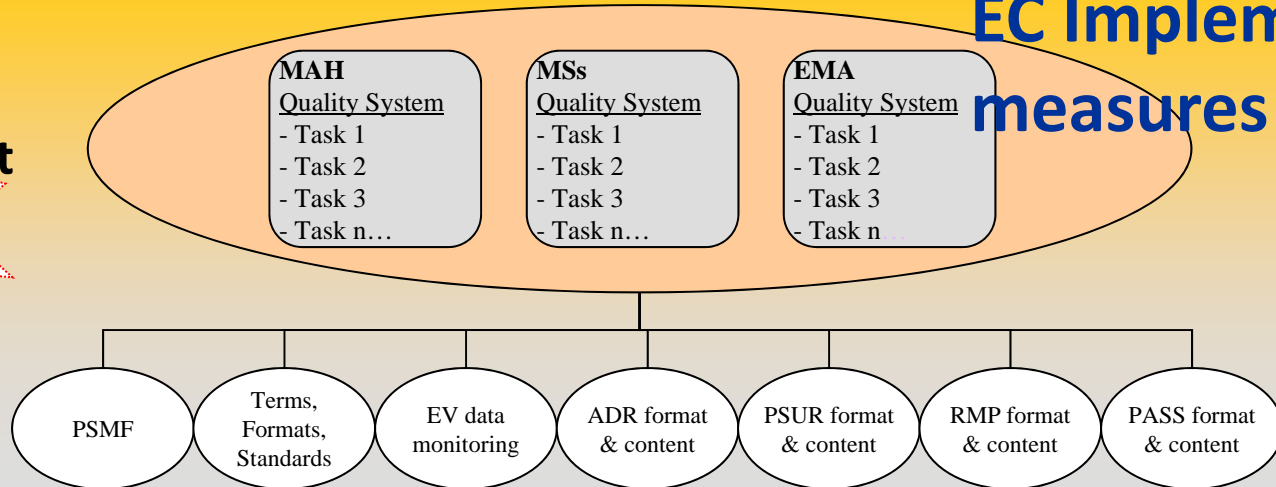 EC Implem
measures
t
MAH
Quality System
- Task 1
- Task 2
- Task 3
- Task n…
MSs
Quality System
- Task 1
- Task 2
- Task 3
- Task n…
EMA
Quality System
- Task 1
- Task 2
- Task 3
- Task n…
PSMF
Terms,
Formats,
Standards
EV data
monitoring
ADR format
& content
PSUR format
& content
RMP format
& content
PASS format
& content